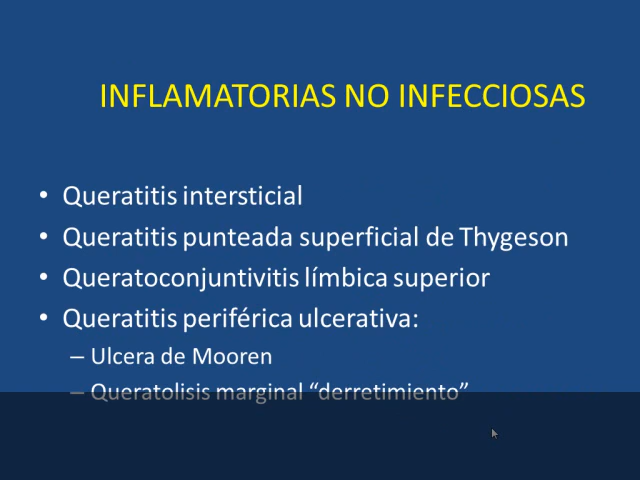 INFLAMATORIAS NO INFECCIOSAS
• Queratitis intersticial
• Queratitis punteada superficial de Thygeson
• Queratoconjuntivitis límbica superior
• Queratitis periférica ulcerativa:
– Ulcera de Mooren
– Queratolisis marginal “derretimiento”